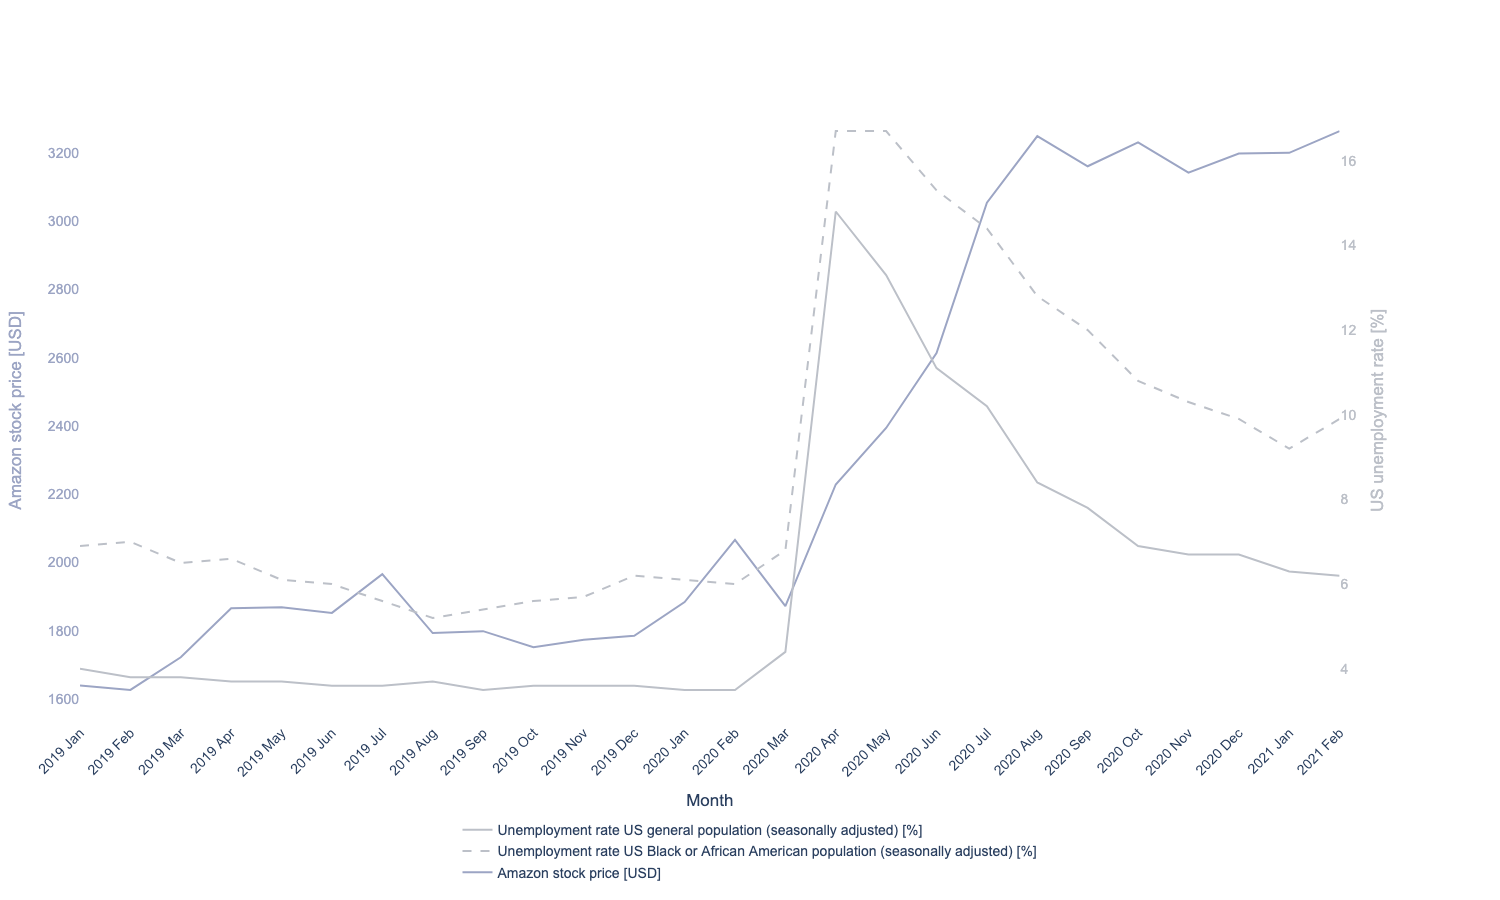 3200
3000
2800
2600
2400
2200
2000
1800
1600
Amazon stock price [USD]
16
14
12
10
8
6
4
US unemployment rate [%]
2019 Jan
2019 Feb
2019 Mar
2019 Apr
2019 May
2019 Jun
2019 Jul
2019 Aug
2019 Sep
2019 Oct
2019 Nov
2019 Dec
2020 Jan
2020 Feb
2020 Mar
2020 Apr
2020 May
2020 Jun
2020 Jul
2020 Aug
2020 Sep
2020 Oct
2020 Nov
2020 Dec
2021 Jan
2021 Feb
Month
Unemployment rate US general population (seasonally adjusted) [%]
Unemployment rate US Black or African American population (seasonally adjusted) [%]
Amazon stock price [USD]